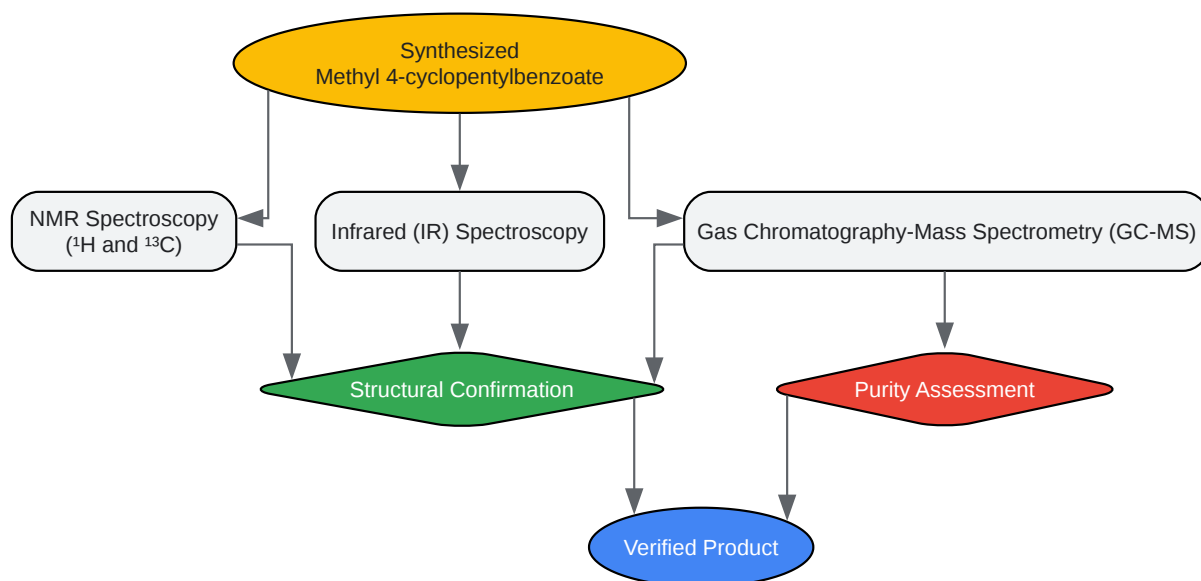 Synthesized
Methyl 4-cyclopentylbenzoate
NMR Spectroscopy
(¹H and ¹³C)
Infrared (IR) Spectroscopy
Gas Chromatography-Mass Spectrometry (GC-MS)
Structural Confirmation
Purity Assessment
Verified Product